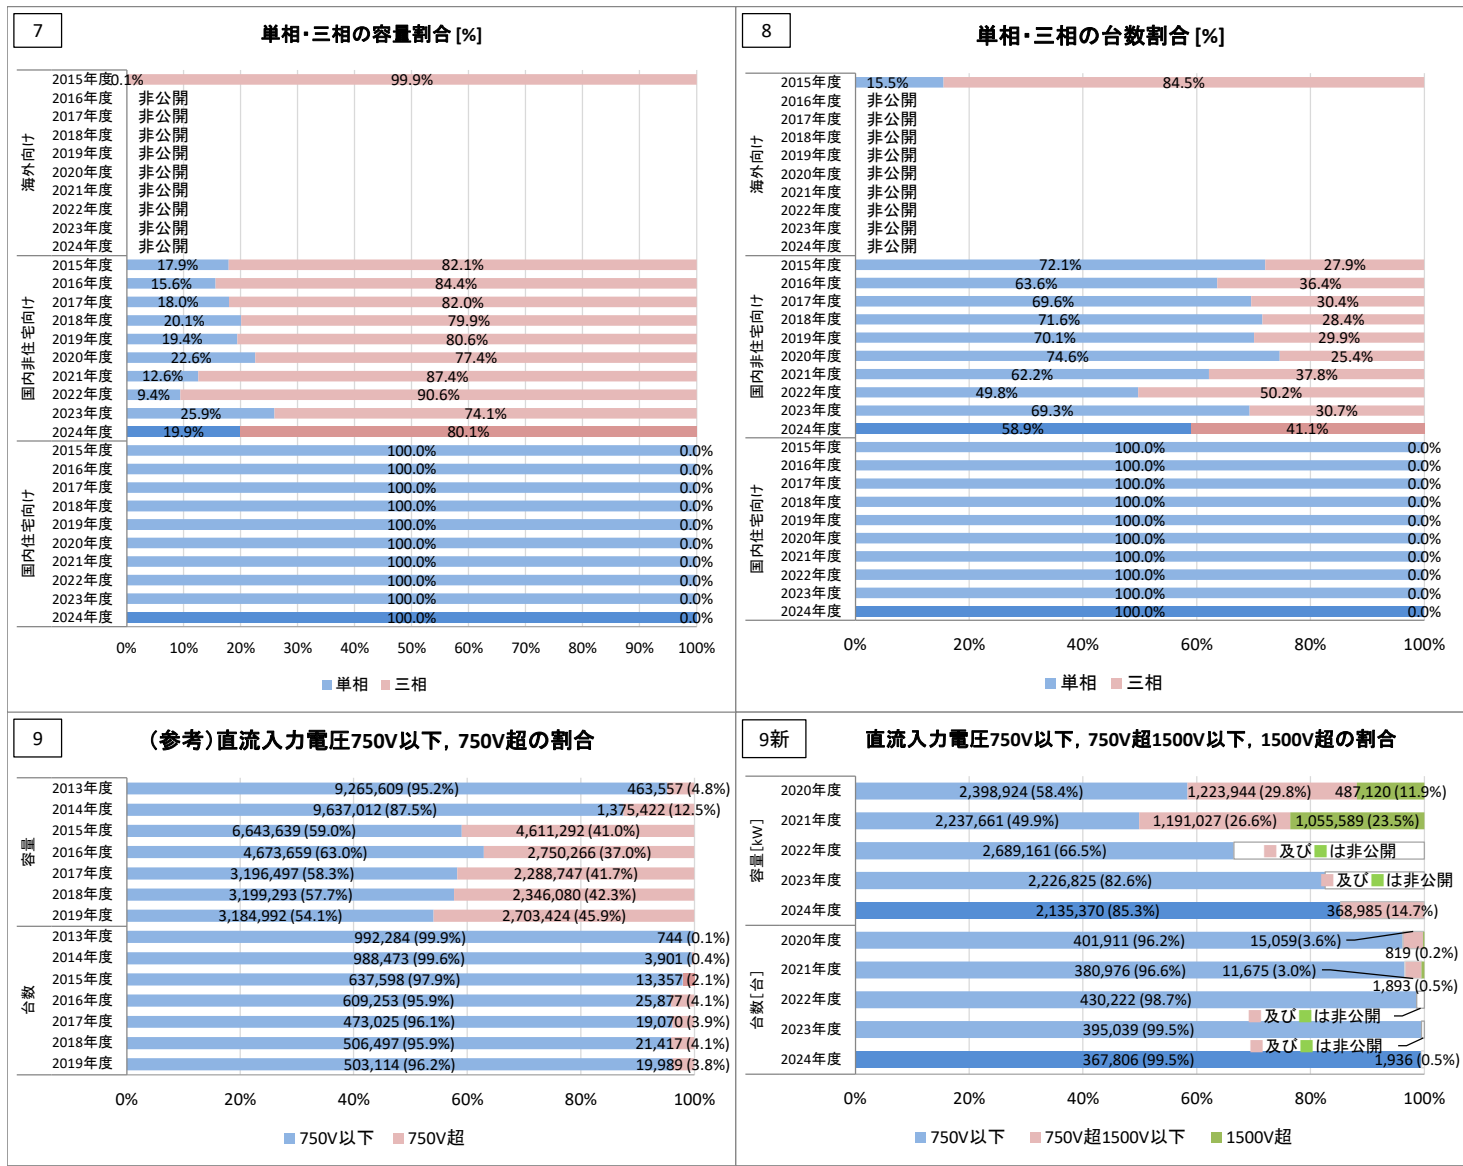 7
単相・三相の容量割合 [%]
海外向け
2015年度 0.1% 99.9%
2016年度 非公開
2017年度 非公開
2018年度 非公開
2019年度 非公開
2020年度 非公開
2021年度 非公開
2022年度 非公開
2023年度 非公開
2024年度 非公開
国内非住宅向け
2015年度 17.9% 82.1%
2016年度 15.6% 84.4%
2017年度 18.0% 82.0%
2018年度 20.1% 79.9%
2019年度 19.4% 80.6%
2020年度 22.6% 77.4%
2021年度 12.6% 87.4%
2022年度 9.4% 90.6%
2023年度 25.9% 74.1%
2024年度 19.9% 80.1%
国内住宅向け
2015年度 100.0% 0.0%
2016年度 100.0% 0.0%
2017年度 100.0% 0.0%
2018年度 100.0% 0.0%
2019年度 100.0% 0.0%
2020年度 100.0% 0.0%
2021年度 100.0% 0.0%
2022年度 100.0% 0.0%
2023年度 100.0% 0.0%
2024年度 100.0% 0.0%
0% 10% 20% 30% 40% 50% 60% 70% 80% 90% 100%
単相 三相
8
単相・三相の台数割合 [%]
海外向け
2015年度 15.5% 84.5%
2016年度 非公開
2017年度 非公開
2018年度 非公開
2019年度 非公開
2020年度 非公開
2021年度 非公開
2022年度 非公開
2023年度 非公開
2024年度 非公開
国内非住宅向け
2015年度 72.1% 27.9%
2016年度 63.6% 36.4%
2017年度 69.6% 30.4%
2018年度 71.6% 28.4%
2019年度 70.1% 29.9%
2020年度 74.6% 25.4%
2021年度 62.2% 37.8%
2022年度 49.8% 50.2%
2023年度 69.3% 30.7%
2024年度 58.9% 41.1%
国内住宅向け
2015年度 100.0% 0.0%
2016年度 100.0% 0.0%
2017年度 100.0% 0.0%
2018年度 100.0% 0.0%
2019年度 100.0% 0.0%
2020年度 100.0% 0.0%
2021年度 100.0% 0.0%
2022年度 100.0% 0.0%
2023年度 100.0% 0.0%
2024年度 100.0% 0.0%
0% 20% 40% 60% 80% 100%
単相 三相
9
（参考）直流入力電圧750V以下，750V超の割合
容量
2013年度 9,265,609 (95.2%) 463,557 (4.8%)
2014年度 9,637,012 (87.5%) 1,375,422 (12.5%)
2015年度 6,643,639 (59.0%) 4,611,292 (41.0%)
2016年度 4,673,659 (63.0%) 2,750,266 (37.0%)
2017年度 3,196,497 (58.3%) 2,288,747 (41.7%)
2018年度 3,199,293 (57.7%) 2,346,080 (42.3%)
2019年度 3,184,992 (54.1%) 2,703,424 (45.9%)
台数
2013年度 992,284 (99.9%) 744 (0.1%)
2014年度 988,473 (99.6%) 3,901 (0.4%)
2015年度 637,598 (97.9%) 13,357 (2.1%)
2016年度 609,253 (95.9%) 25,877 (4.1%)
2017年度 473,025 (96.1%) 19,070 (3.9%)
2018年度 506,497 (95.9%) 21,417 (4.1%)
2019年度 503,114 (96.2%) 19,989 (3.8%)
0% 20% 40% 60% 80% 100%
750V以下 750V超
9新
直流入力電圧750V以下，750V超1500V以下，1500V超の割合
容量[kW]
2020年度 2,398,924 (58.4%) 1,223,944 (29.8%) 487,120 (11.9%)
2021年度 2,237,661 (49.9%) 1,191,027 (26.6%) 1,055,589 (23.5%)
2022年度 2,689,161 (66.5%) 及び は非公開
2023年度 2,226,825 (82.6%) 及び は非公開
2024年度 2,135,370 (85.3%) 368,985 (14.7%)
台数[台]
2020年度 401,911 (96.2%) 15,059(3.6%) 819 (0.2%)
2021年度 380,976 (96.6%) 11,675 (3.0%) 1,893 (0.5%)
2022年度 430,222 (98.7%) 及び は非公開
2023年度 395,039 (99.5%) 及び は非公開
2024年度 367,806 (99.5%) 1,936 (0.5%)
0% 20% 40% 60% 80% 100%
750V以下 750V超1500V以下 1500V超